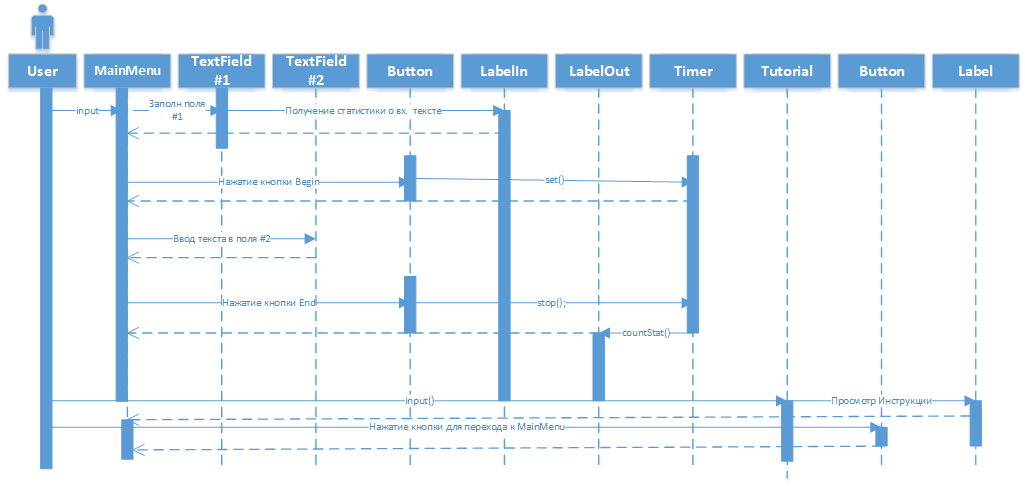 User
MainMenu
TextField
#1
TextField
#2
Button
LabelIn
LabelOut
Timer
Tutorial
Button
Label
input
Заполн поля
#1
Получение статистики о вх. тексте
Нажатие кнопки Begin
set()
Ввод текста в поля #2
Нажатие кнопки End
stop();
countStat()
input()
Просмотр Инструкции
Нажатие кнопки для перехода к MainMenu